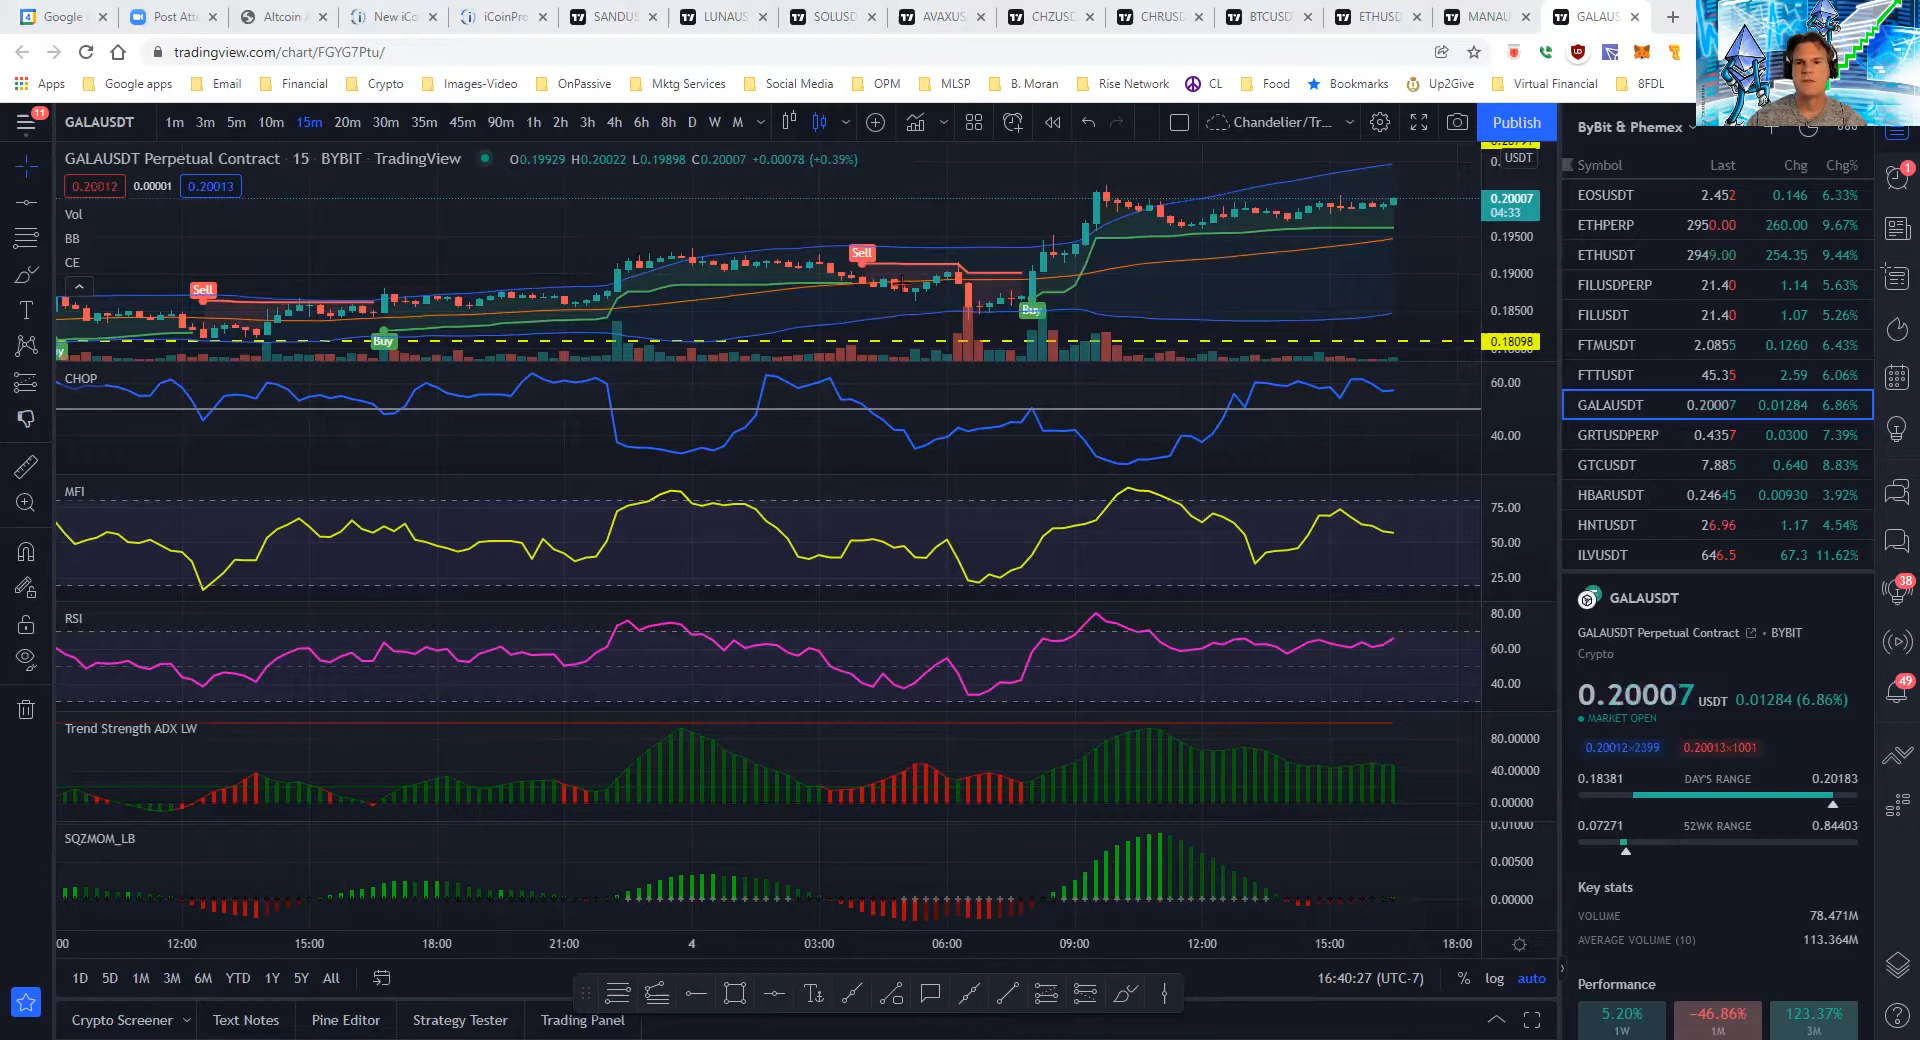 Google Post Att Altcoin New iCo iCoinPro SANDUS LUNAUS SOLUSD AVAXUS CHZUSD CHRUSD BTCUSD ETHUSD MANAU GALAUS
tradingview.com/chart/FGYG7Ptu/
Apps Google apps Email Financial Crypto Images-Video OnPassive Mktg Services Social Media OPM MLSP B. Moran Rise Network CL Food Bookmarks Up2Give Virtual Financial 8FDL
11 GALAUSDT 1m 3m 5m 10m 15m 20m 30m 35m 45m 90m 1h 2h 3h 4h 6h 8h D W M Chandelier/Tr... Publish ByBit & Phemex
GALAUSDT Perpetual Contract · 15 · BYBIT · TradingView O0.19929 H0.20022 L0.19898 C0.20007 +0.00078 (+0.39%)
USDT
0.20012 0.00001 0.20013
Vol
BB
CE
Sell
Sell
Buy
Buy
0.20007
04:33
0.19500
0.19000
0.18500
0.18098
CHOP
60.00
40.00
MFI
75.00
50.00
25.00
RSI
80.00
60.00
40.00
Trend Strength ADX LW
80.00000
40.00000
0.00000
SQZMOM_LB
0.01000
0.00500
0.00000
12:00 15:00 18:00 21:00 4 03:00 06:00 09:00 12:00 15:00 18:00
1D 5D 1M 3M 6M YTD 1Y 5Y All
16:40:27 (UTC-7) % log auto
Crypto Screener Text Notes Pine Editor Strategy Tester Trading Panel
Symbol Last Chg Chg%
EOSUSDT 2.452 0.146 6.33%
ETHPERP 2950.00 260.00 9.67%
ETHUSDT 2949.00 254.35 9.44%
FILUSDPERP 21.40 1.14 5.63%
FILUSDT 21.40 1.07 5.26%
FTMUSDT 2.0855 0.1260 6.43%
FTTUSDT 45.35 2.59 6.06%
GALAUSDT 0.20007 0.01284 6.86%
GRTUSDPERP 0.4357 0.0300 7.39%
GTCUSDT 7.885 0.640 8.83%
HBARUSDT 0.24645 0.00930 3.92%
HNTUSDT 26.96 1.17 4.54%
ILVUSDT 646.5 67.3 11.62%
GALAUSDT
GALAUSDT Perpetual Contract • BYBIT
Crypto
0.20007 USDT 0.01284 (6.86%)
MARKET OPEN
0.20012×2399 0.20013×1001
0.18381 DAY'S RANGE 0.20183
0.07271 52WK RANGE 0.84403
Key stats
VOLUME 78.471M
AVERAGE VOLUME (10) 113.364M
Performance
5.20% −46.86% 123.37%
1W 1M 3M
1
38
49